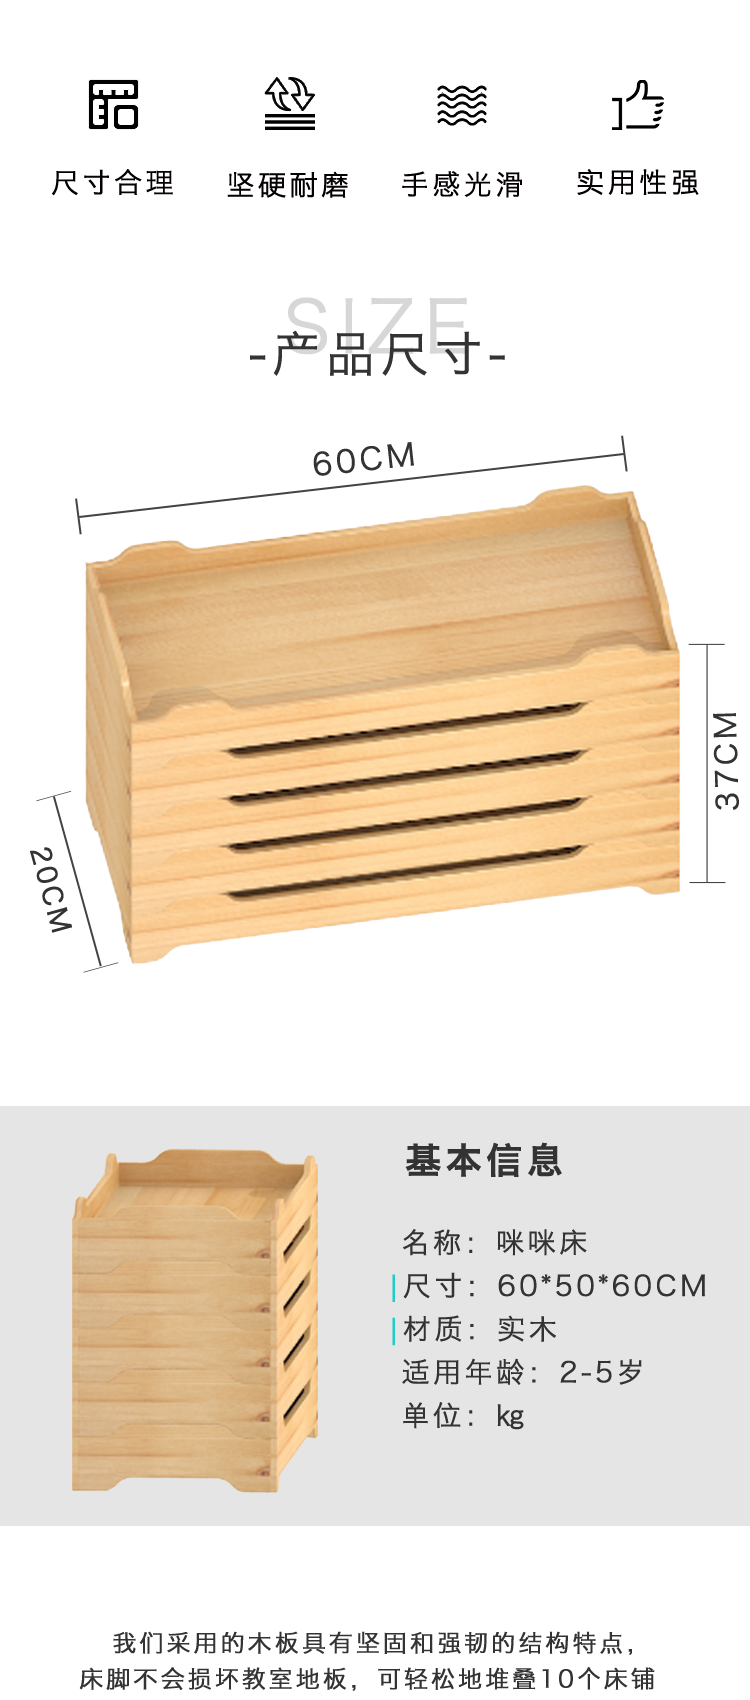 尺寸合理 坚硬耐磨 手感光滑 实用性强
SIZE
-产品尺寸-
60CM
37CM
20CM
基本信息
名称：咪咪床
尺寸：60*50*60CM
材质：实木
适用年龄：2-5岁
单位：kg
我们采用的木板具有坚固和强韧的结构特点，
床脚不会损坏教室地板，可轻松地堆叠10个床铺